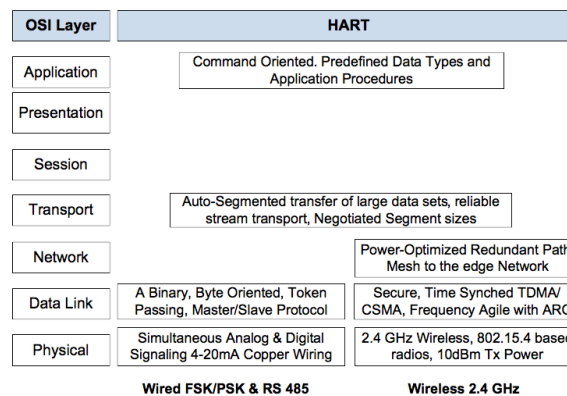 OSI Layer
HART
Application
Command Oriented. Predefined Data Types and
Application Procedures
Presentation
Session
Transport
Auto-Segmented transfer of large data sets, reliable
stream transport, Negotiated Segment sizes
Network
Power-Optimized Redundant Path
Mesh to the edge Network
Data Link
A Binary, Byte Oriented, Token
Passing, Master/Slave Protocol
Secure, Time Synched TDMA/
CSMA, Frequency Agile with
Physical
Simultaneous Analog & Digital
Signaling 4-20mA Copper Wiring
2.4 GHz Wireless, 802.15.4 based
radios, 10dBm Tx Power
Wired FSK/PSK & RS 485
Wireless 2.4 GHz